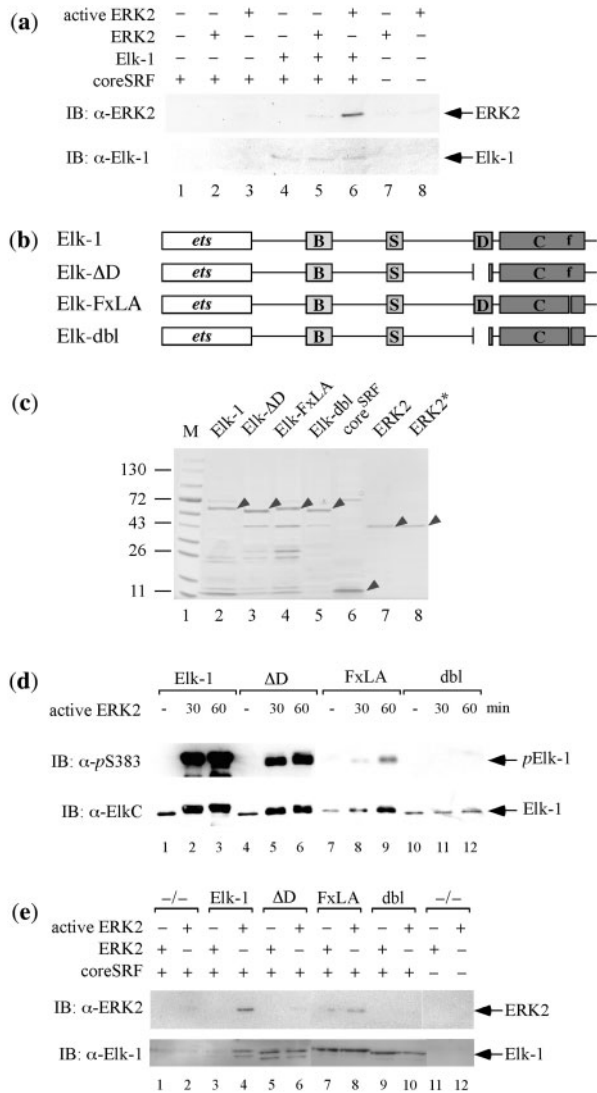 (a)
active ERK2 – – + – – + – +
ERK2 – + – – + – + –
Elk-1 – – – + + + – –
coreSRF + + + + + + – –
IB: α-ERK2 ERK2
IB: α-Elk-1 Elk-1
1 2 3 4 5 6 7 8
(b)
Elk-1 ets B S D C f
Elk-ΔD ets B S C f
Elk-FxLA ets B S D C
Elk-dbl ets B S C
(c)
M Elk-1 Elk-ΔD Elk-FxLA Elk-dbl coreSRF ERK2 ERK2*
130
72
43
26
11
1 2 3 4 5 6 7 8
(d)
Elk-1 ΔD FxLA dbl
active ERK2 - 30 60 - 30 60 - 30 60 - 30 60 min
IB: α-pS383 pElk-1
IB: α-ElkC Elk-1
1 2 3 4 5 6 7 8 9 10 11 12
(e)
–/– Elk-1 ΔD FxLA dbl –/–
active ERK2 – + – + – + – + – + – +
ERK2 + – + – + – + – + – + –
coreSRF + + + + + + + + + + – –
IB: α-ERK2 ERK2
IB: α-Elk-1 Elk-1
1 2 3 4 5 6 7 8 9 10 11 12